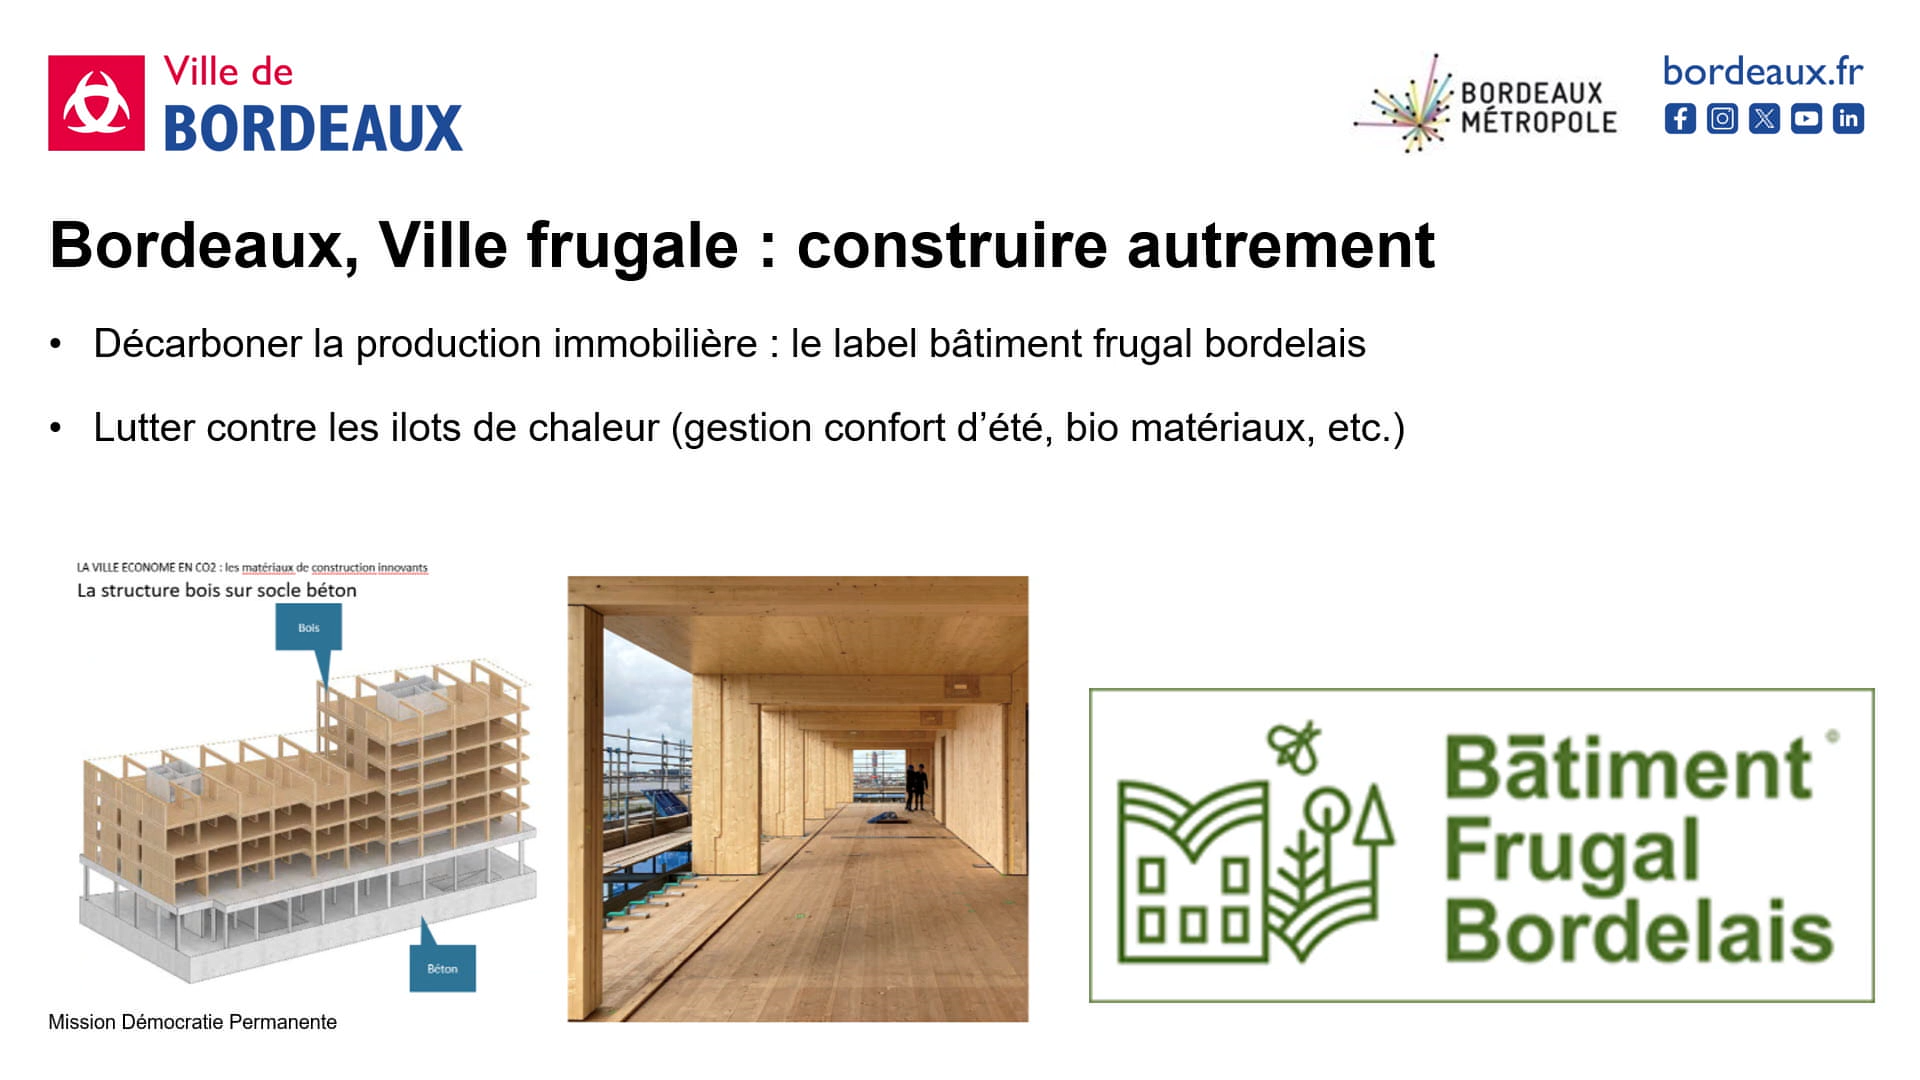 Ville de
BORDEAUX
BORDEAUX
MÉTROPOLE
bordeaux.fr
Bordeaux, Ville frugale : construire autrement
• Décarboner la production immobilière : le label bâtiment frugal bordelais
• Lutter contre les ilots de chaleur (gestion confort d’été, bio matériaux, etc.)
LA VILLE ECONOME EN CO2 : les matériaux de construction innovants
La structure bois sur socle béton
Bois
Béton
Bātiment ©
Frugal
Bordelais
Mission Démocratie Permanente